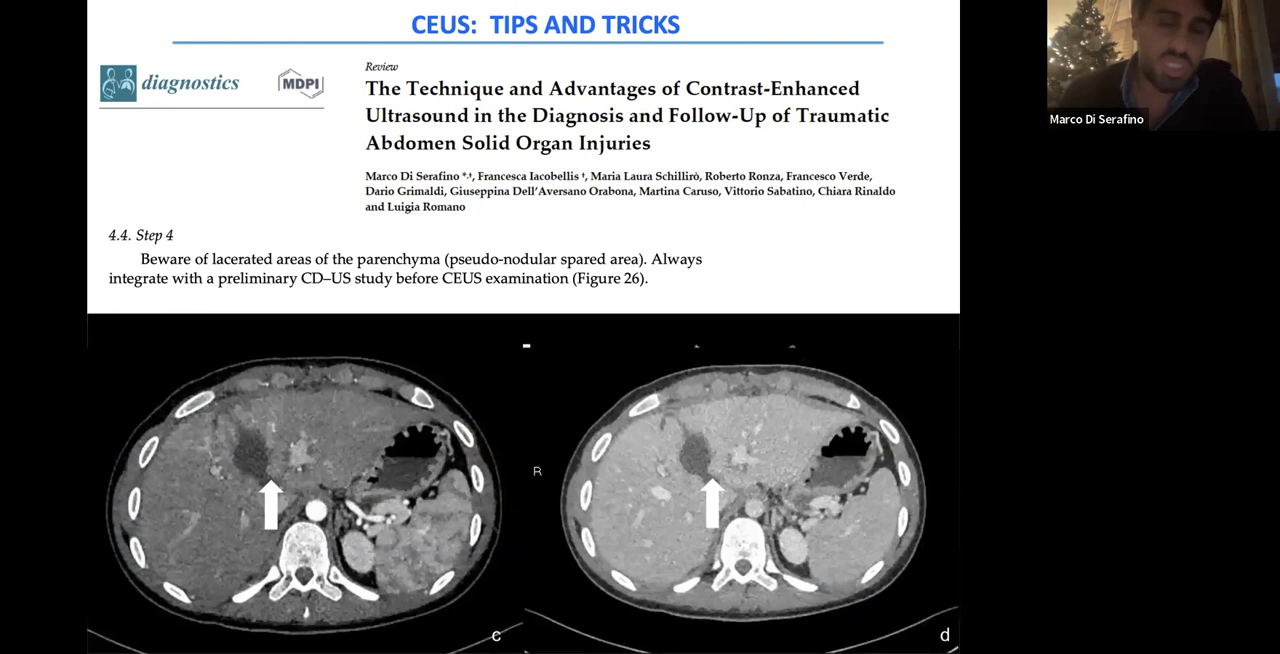 CEUS: TIPS AND TRICKS
diagnostics
MDPI
Review
The Technique and Advantages of Contrast-Enhanced
Ultrasound in the Diagnosis and Follow-Up of Traumatic
Abdomen Solid Organ Injuries
Marco Di Serafino *,†, Francesca Iacobellis †, Maria Laura Schillirò, Roberto Ronza, Francesco Verde,
Dario Grimaldi, Giuseppina Dell'Aversano Orabona, Martina Caruso, Vittorio Sabatino, Chiara Rinaldo
and Luigia Romano
4.4. Step 4
Beware of lacerated areas of the parenchyma (pseudo-nodular spared area). Always
integrate with a preliminary CD–US study before CEUS examination (Figure 26).
R
c
d
Marco Di Serafino